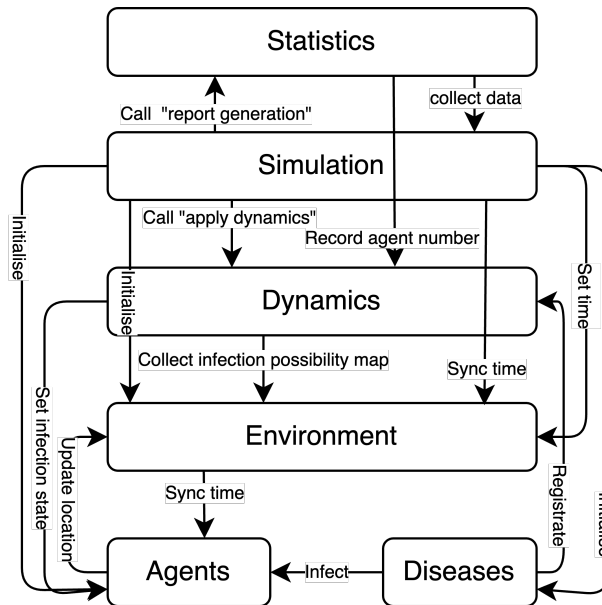 Statistics
Call "report generation"
collect data
Simulation
Initialise
Call "apply dynamics"
Record agent number
Initialise
Set time
Dynamics
Collect infection possibility map
Sync time
Set infection state
Update location
Environment
Sync time
Registrate
Agents
Infect
Diseases